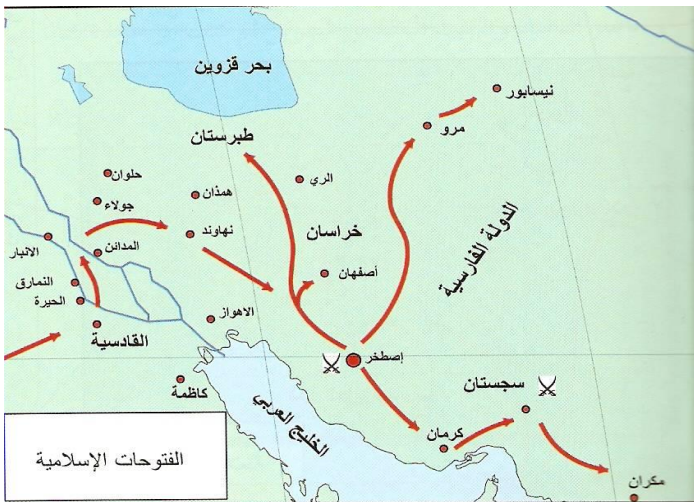 بحر قزوين
نيسابور
مرو
طبرستان
الري
حلوان
همذان
جولاء
نهاوند
خراسان
الدولة الفارسية
المدائن
الانبار
أصفهان
النمارق
الحيرة
الاهواز
القادسية
إصطخر
كاظمة
سجستان
الخليج العربي
كرمان
الفتوحات الإسلامية
مكران